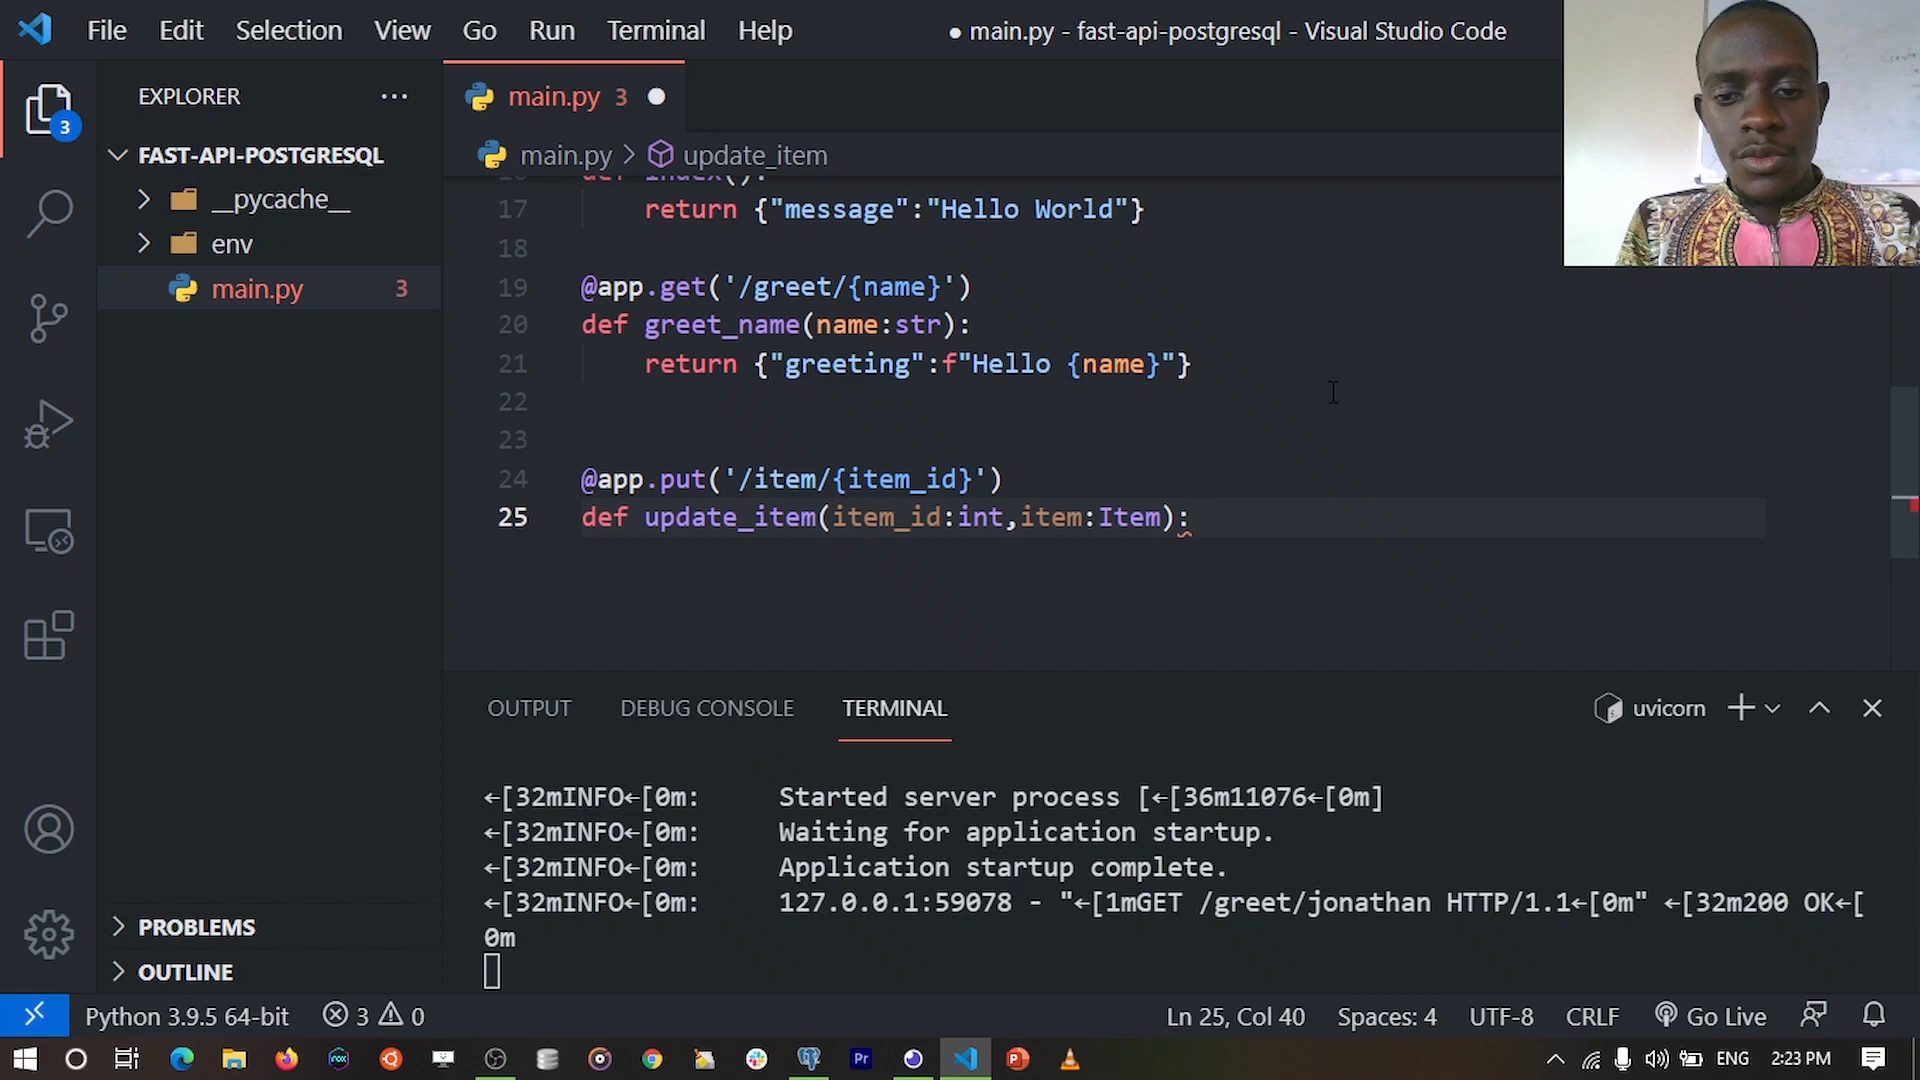 File Edit Selection View Go Run Terminal Help
● main.py - fast-api-postgresql - Visual Studio Code
EXPLORER ···
main.py 3
3
FAST-API-POSTGRESQL
main.py > update_item
__pycache__
env
main.py 3
def index():
17 return {"message":"Hello World"}
18
19 @app.get('/greet/{name}')
20 def greet_name(name:str):
21 return {"greeting":f"Hello {name}"}
22
23
24 @app.put('/item/{item_id}')
25 def update_item(item_id:int,item:Item):
OUTPUT DEBUG CONSOLE TERMINAL
uvicorn
←[32mINFO←[0m: Started server process [←[36m11076←[0m]
←[32mINFO←[0m: Waiting for application startup.
←[32mINFO←[0m: Application startup complete.
←[32mINFO←[0m: 127.0.0.1:59078 - "←[1mGET /greet/jonathan HTTP/1.1←[0m" ←[32m200 OK←[
0m
PROBLEMS
OUTLINE
Python 3.9.5 64-bit 3 0
Ln 25, Col 40 Spaces: 4 UTF-8 CRLF Go Live
Pr
ENG 2:23 PM